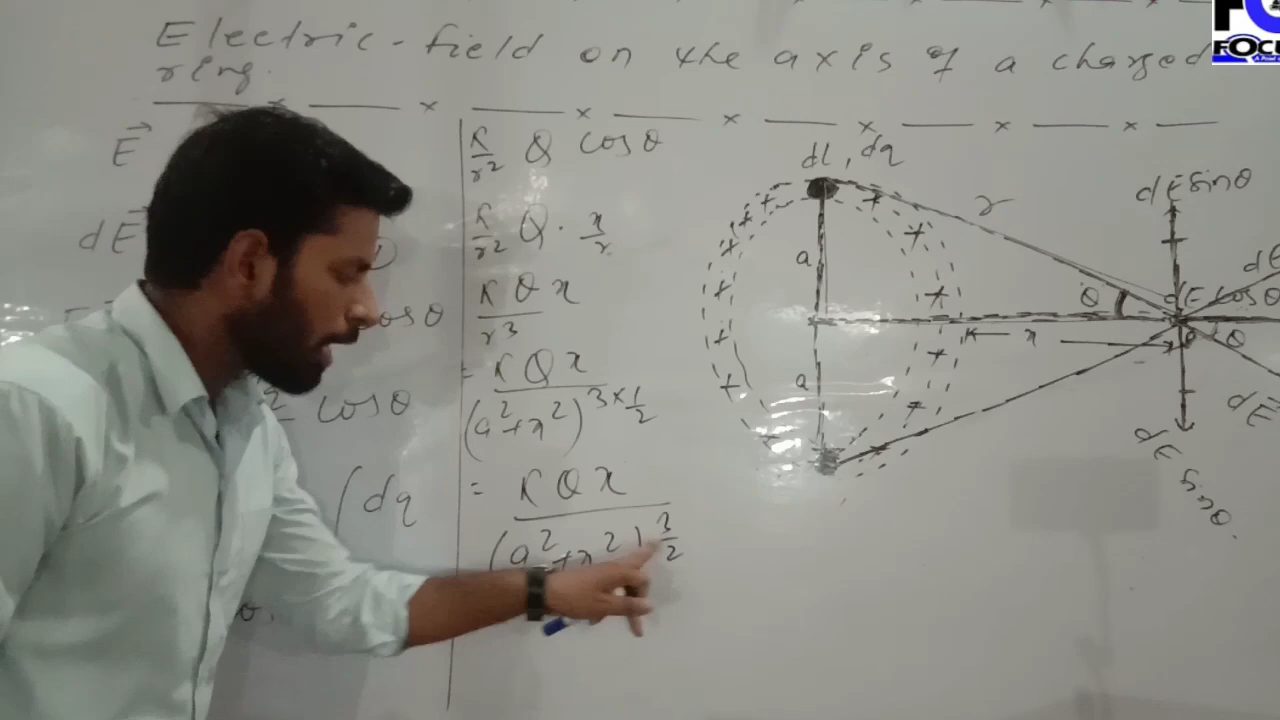 Electric-field on the axis of a charged
ring.
E⃗
dE⃗
cosθ
cosθ
∫dq
K/r² Q cosθ
K/r² Q · x/r
KQx/r³
= KQx/(a²+x²)^(3×1/2)
= KQx/(a²+x²)^(3/2)
dl, dq
r
a
a
x
θ
dE sinθ
dE
dE cosθ
θ
dE
dE sinθ.
FOCU